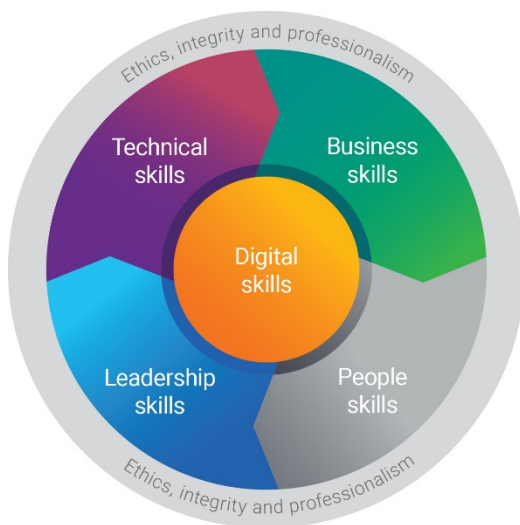 Ethics, integrity and professionalism
Technical
skills
Business
skills
Digital
skills
Leadership
skills
People
skills
Ethics, integrity and professionalism